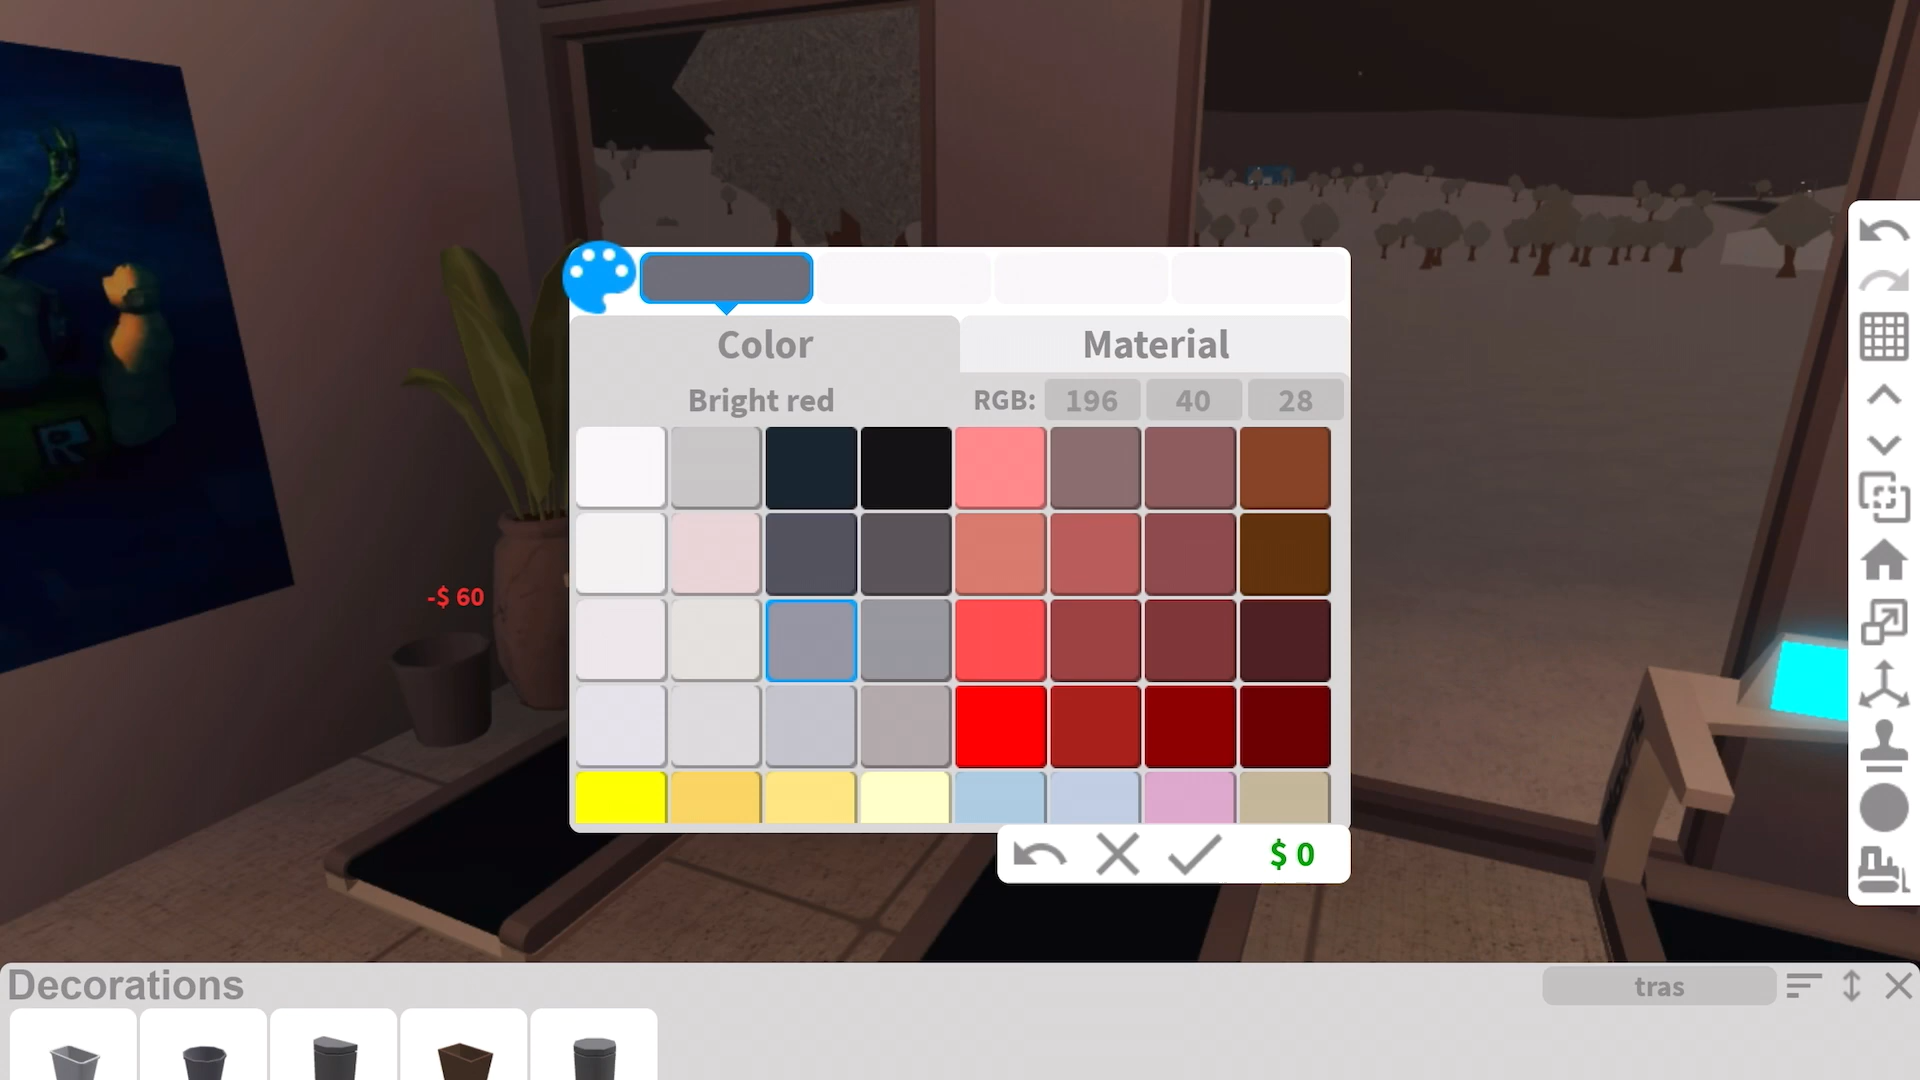 Color
Material
Bright red
RGB: 196 40 28
-$ 60
R
$ 0
Decorations
tras